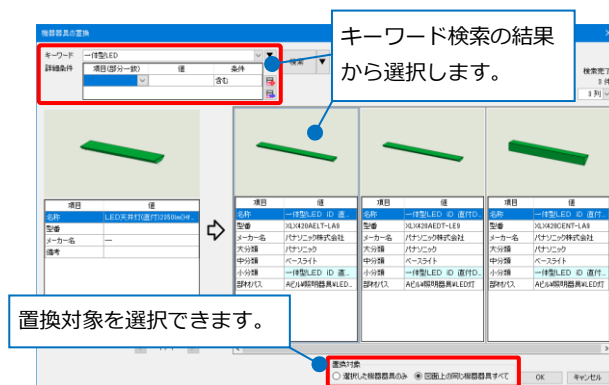 機器器具の置換
キーワード検索の結果
から選択します。
キーワード 一体型LED
検索
詳細条件 項目(部分一致) 値 条件
含む
検索完了
3 件
3 列
項目 値
名称
型番
メーカー名 —
備考
項目 値
名称 一体型LED iD 直...
型番 XLX420AELT-LA9
メーカー名 パナソニック株式会社
大分類 パナソニック
中分類 ベースライト
小分類 一体型LED iD 直...
部材パス Aビル¥照明器具¥LED...
項目 値
名称 一体型LED iD 直付D...
型番 XLX420AEDT-LE9
メーカー名 パナソニック株式会社
大分類 パナソニック
中分類 ベースライト
小分類 一体型LED iD 直付D...
部材パス Aビル¥照明器具¥LED灯
項目 値
名称 一体型LED iD 直付...
型番 XLX420CENT-LA9
メーカー名 パナソニック株式会社
大分類 パナソニック
中分類 ベースライト
小分類 一体型LED iD 直付...
部材パス Aビル¥照明器具¥LED灯
置換対象を選択できます。
置換対象
選択した機器器具のみ 図面上の同じ機器器具すべて
OK キャンセル